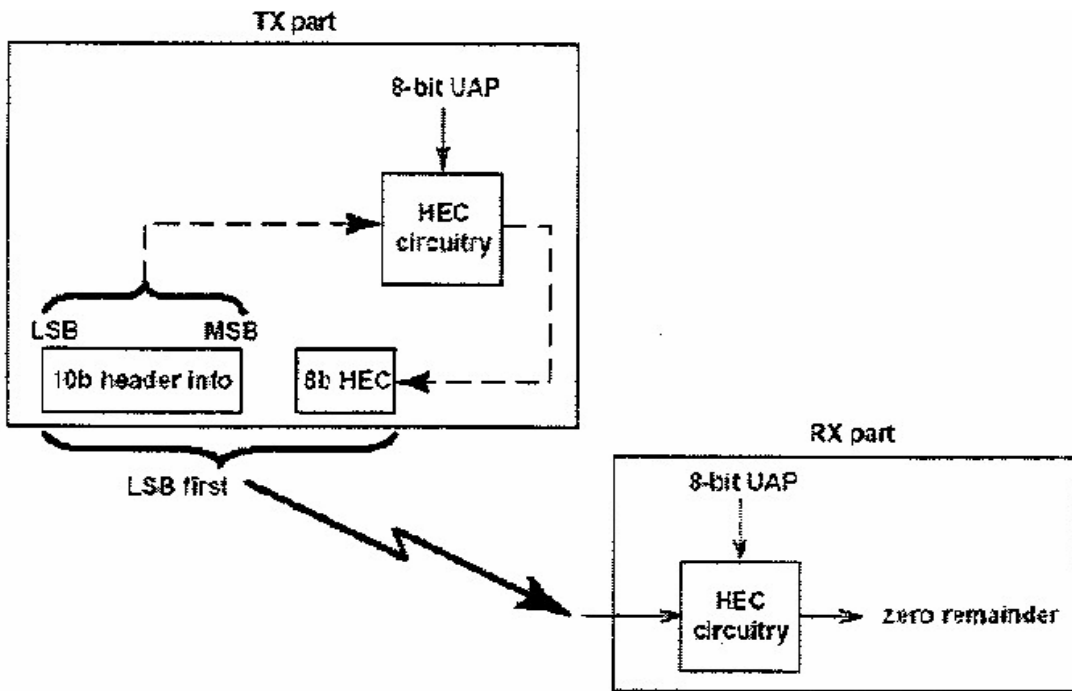 TX part
8-bit UAP
HEC
circuitry
LSB MSB
10b header info 8b HEC
LSB first
RX part
8-bit UAP
HEC
circuitry
zero remainder